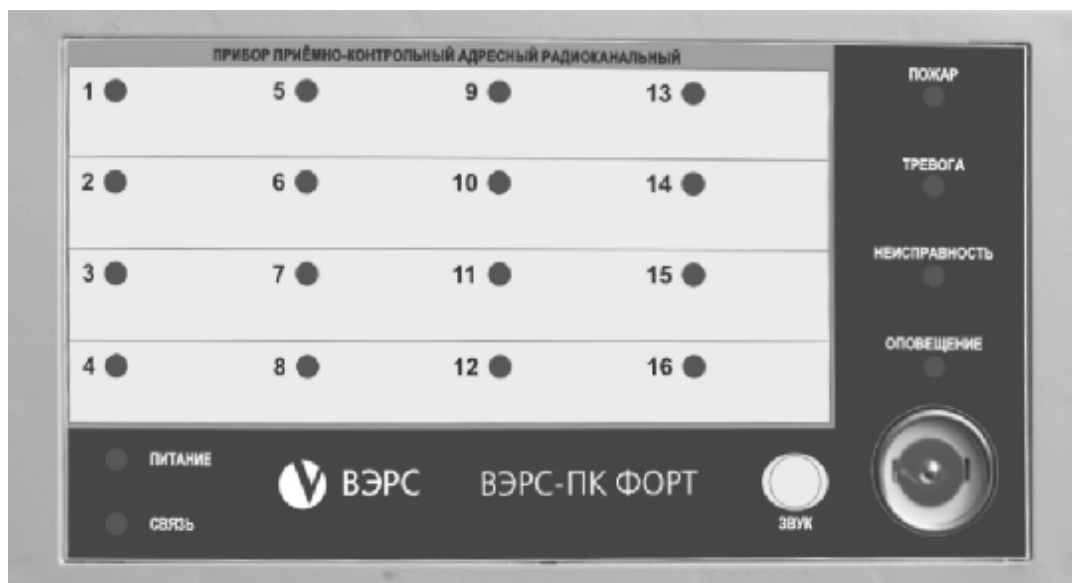 ПРИБОР ПРИЁМНО-КОНТРОЛЬНЫЙ АДРЕСНЫЙ РАДИОКАНАЛЬНЫЙ
1 5 9 13
2 6 10 14
3 7 11 15
4 8 12 16
ПОЖАР
ТРЕВОГА
НЕИСПРАВНОСТЬ
ОПОВЕЩЕНИЕ
ПИТАНИЕ
СВЯЗЬ
ВЭРС ВЭРС-ПК ФОРТ
ЗВУК